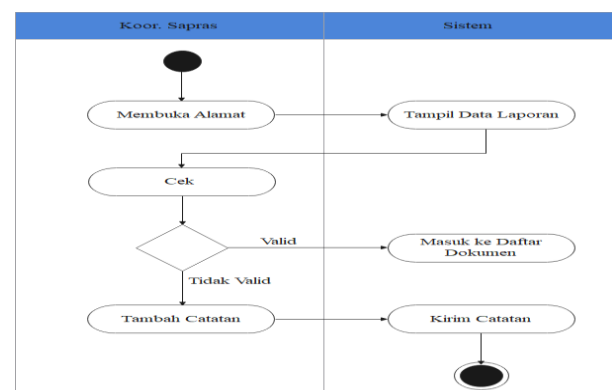 Koor. Sapras
Sistem
Membuka Alamat
Tampil Data Laporan
Cek
Valid
Masuk ke Daftar
Dokumen
Tidak Valid
Tambah Catatan
Kirim Catatan